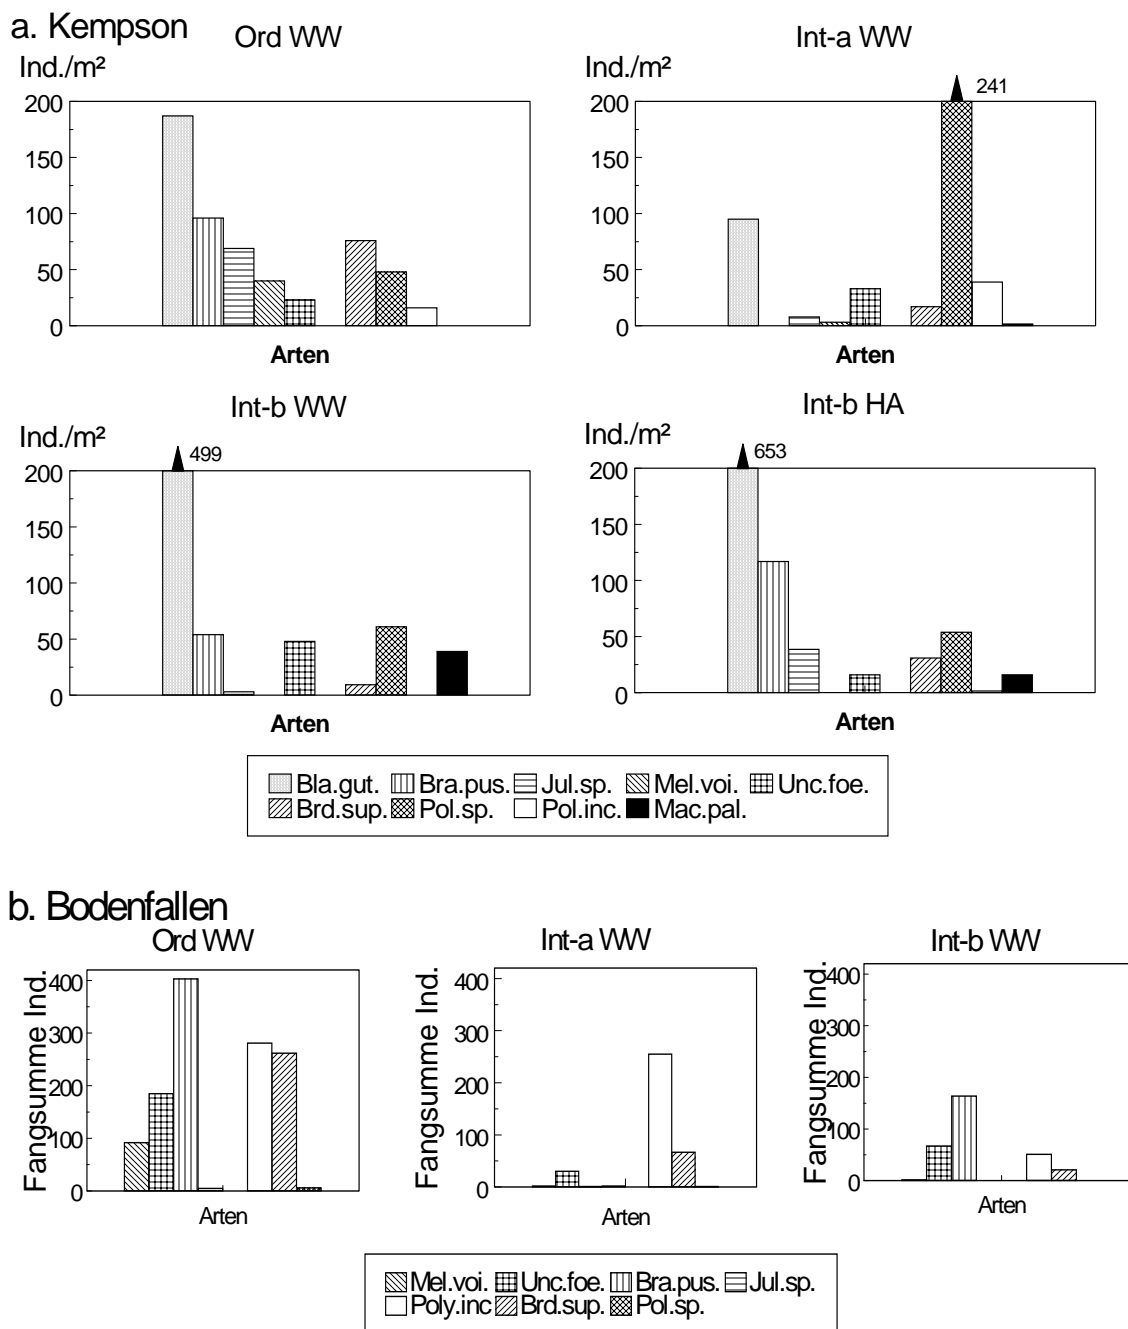 a. Kempson
Ord WW
Int-a WW
Ind./m²
Ind./m²
241
200
150
100
50
0
200
150
100
50
0
Arten
Arten
Int-b WW
Int-b HA
Ind./m²
Ind./m²
499
653
200
150
100
50
0
200
150
100
50
0
Arten
Arten
Bla.gut. Bra.pus. Jul.sp. Mel.voi. Unc.foe.
Brd.sup. Pol.sp. Pol.inc. Mac.pal.
b. Bodenfallen
Ord WW
Int-a WW
Int-b WW
Fangsumme Ind.
400
300
200
100
0
Fangsumme Ind.
400
300
200
100
0
Fangsumme Ind.
400
300
200
100
0
Arten
Arten
Arten
Mel.voi. Unc.foe. Bra.pus. Jul.sp.
Poly.inc Brd.sup. Pol.sp.